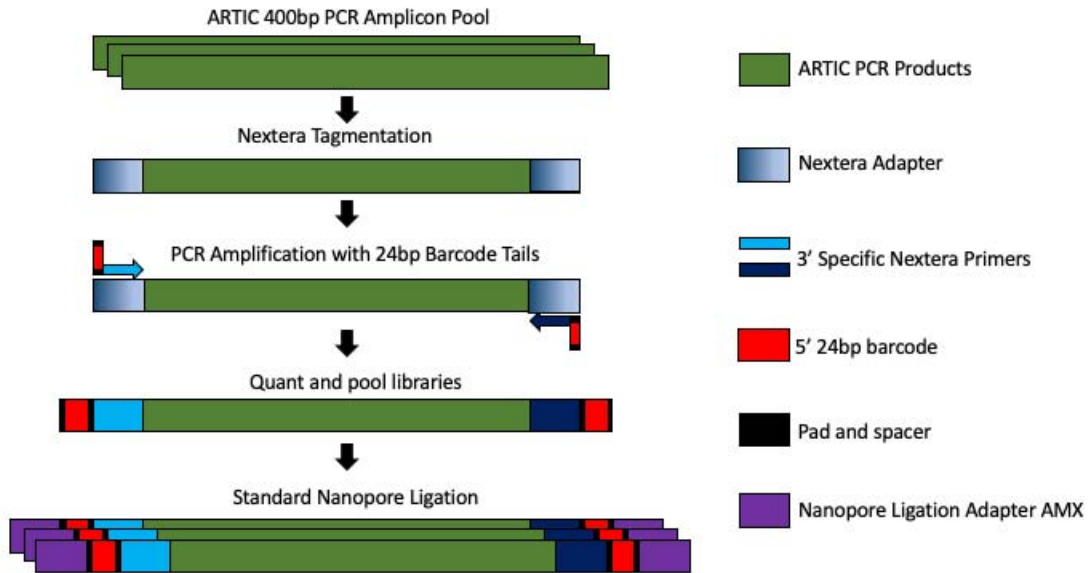 ARTIC 400bp PCR Amplicon Pool
Nextera Tagmentation
PCR Amplification with 24bp Barcode Tails
Quant and pool libraries
Standard Nanopore Ligation
ARTIC PCR Products
Nextera Adapter
3’ Specific Nextera Primers
5’ 24bp barcode
Pad and spacer
Nanopore Ligation Adapter AMX